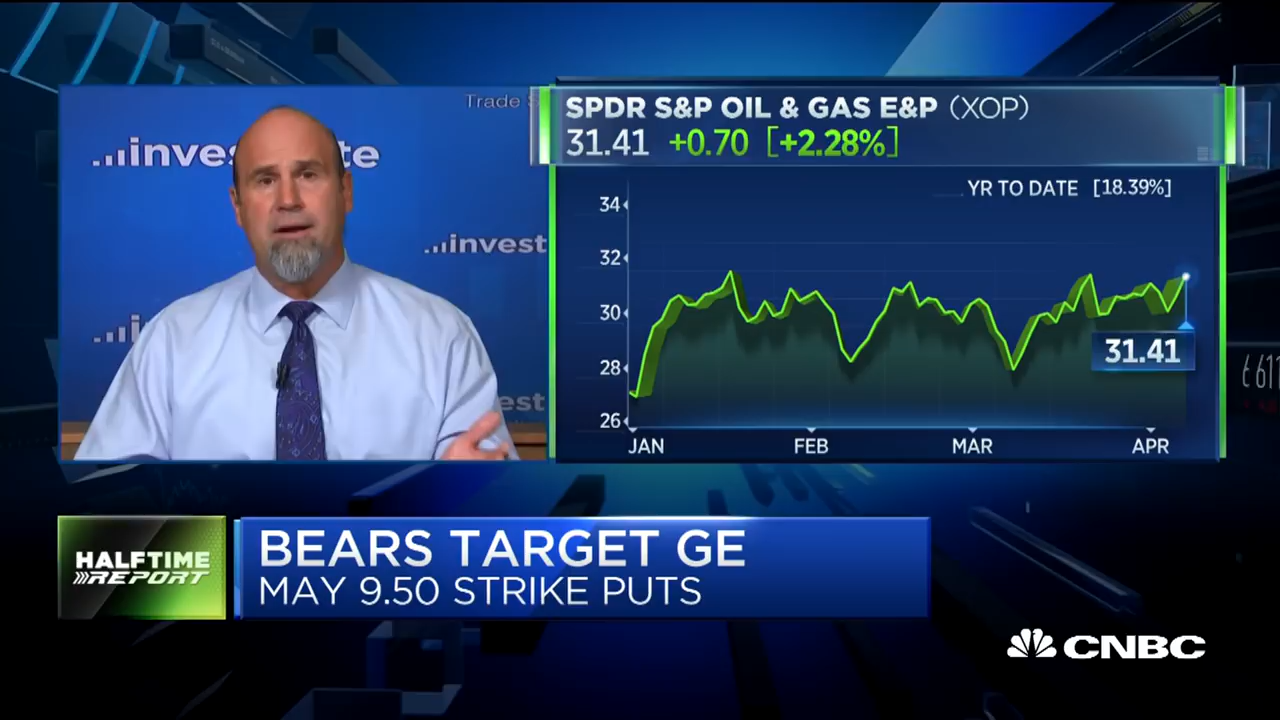 Trade
SPDR S&P OIL & GAS E&P (XOP)
31.41 +0.70 [+2.28%]
YR TO DATE [18.39%]
34
32
30
28
26
31.41
JAN FEB MAR APR
HALFTIME
REPORT
BEARS TARGET GE
MAY 9.50 STRIKE PUTS
CNBC